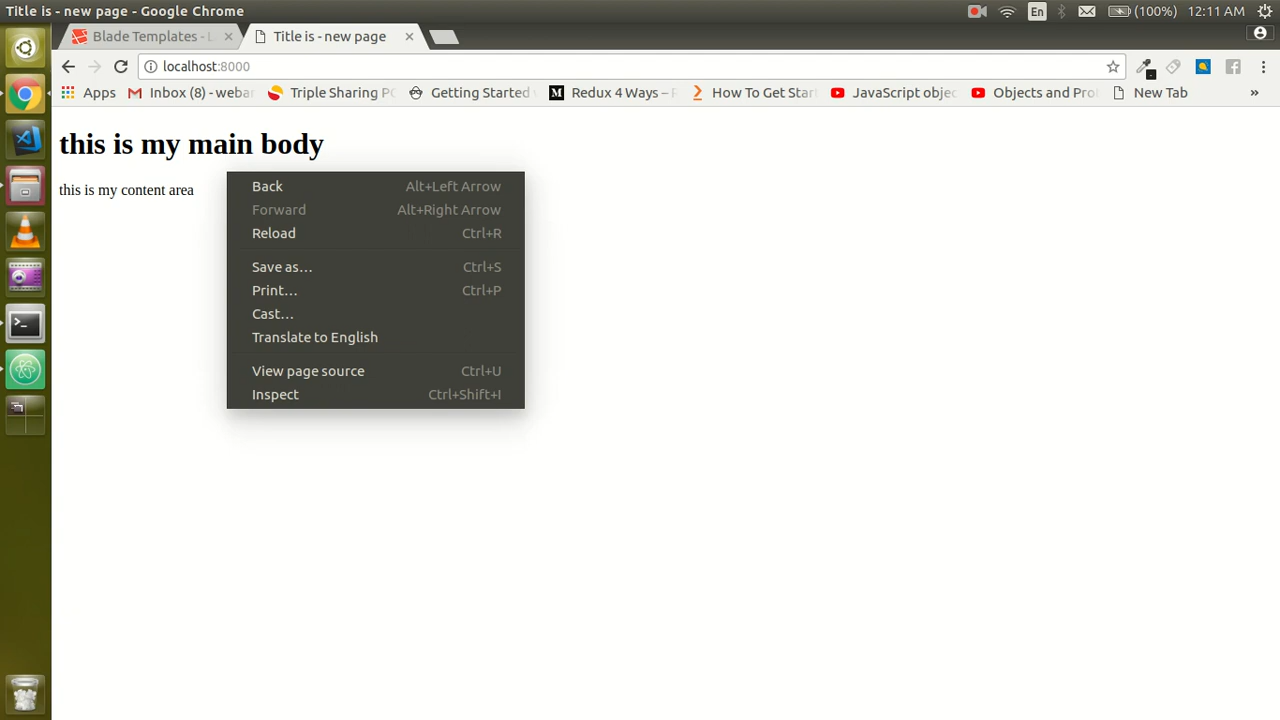 Title is - new page - Google Chrome
En
(100%)
12:11 AM
Blade Templates - L
Title is - new page
localhost:8000
Apps
Inbox (8) - webar
Triple Sharing PC
Getting Started
Redux 4 Ways –
How To Get Star
JavaScript objec
Objects and Pro
New Tab
»
this is my main body
this is my content area
Back Alt+Left Arrow
Forward Alt+Right Arrow
Reload Ctrl+R
Save as... Ctrl+S
Print... Ctrl+P
Cast...
Translate to English
View page source Ctrl+U
Inspect Ctrl+Shift+I